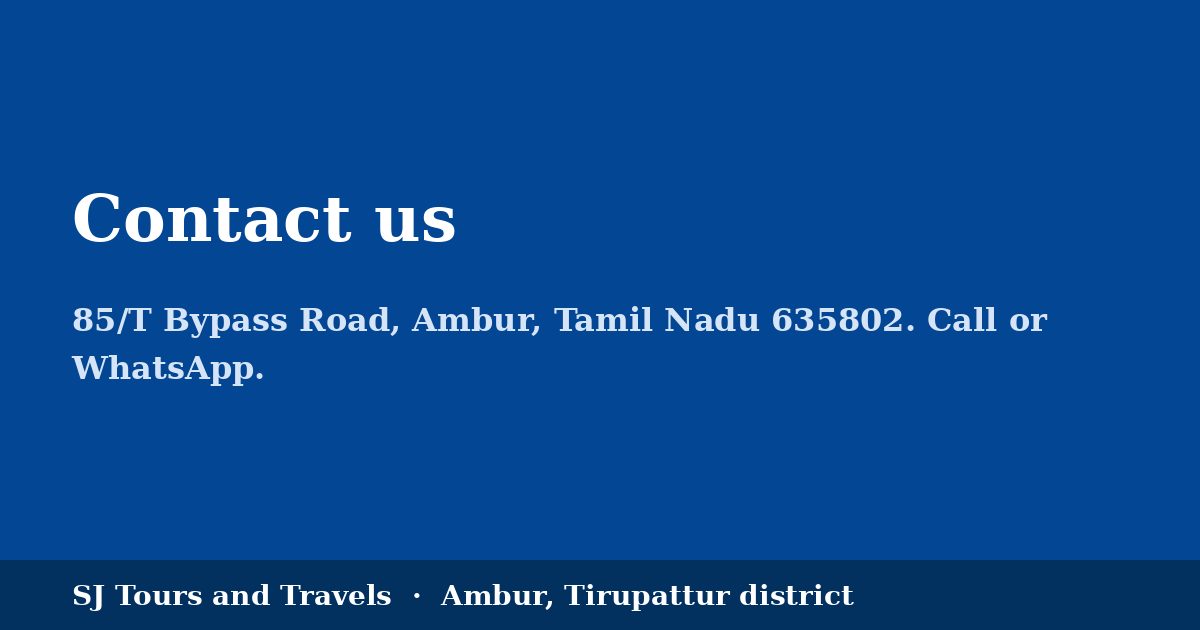 Contact us
85/T Bypass Road, Ambur, Tamil Nadu 635802. Call or
WhatsApp.
SJ Tours and Travels · Ambur, Tirupattur district